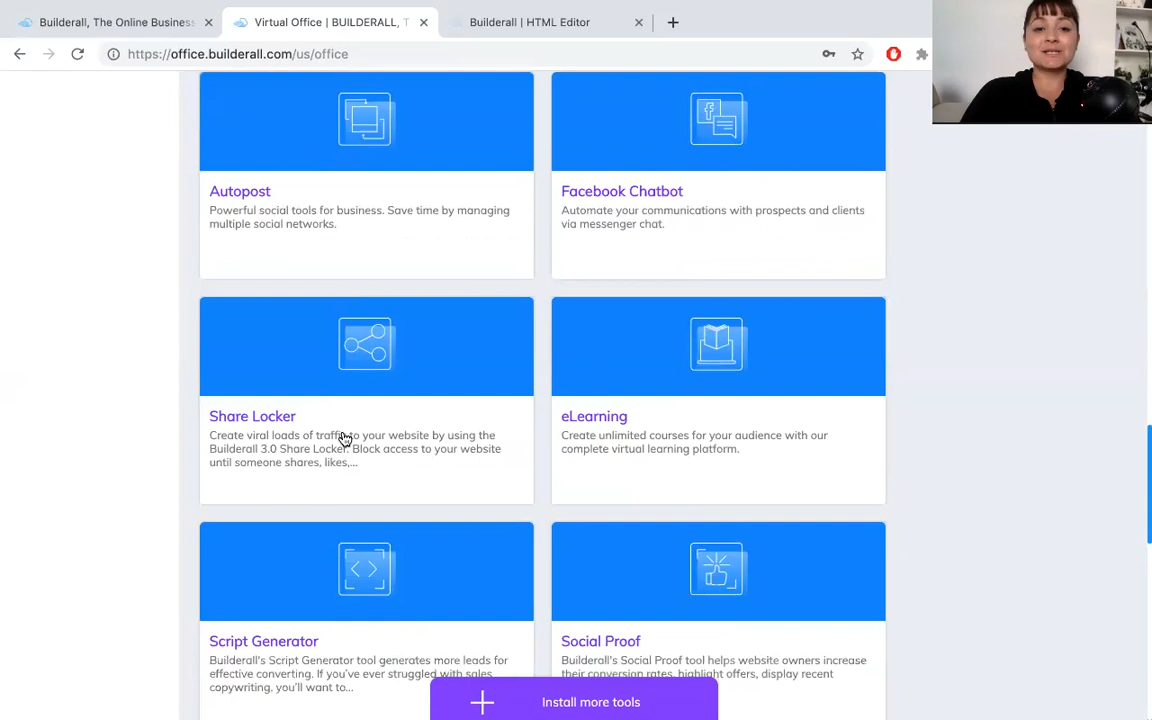 Builderall, The Online Business
Virtual Office | BUILDERALL, T
Builderall | HTML Editor
https://office.builderall.com/us/office
Autopost
Powerful social tools for business. Save time by managing
multiple social networks.
Facebook Chatbot
Automate your communications with prospects and clients
via messenger chat.
Share Locker
Create viral loads of traffic to your website by using the
Builderall 3.0 Share Locker. Block access to your website
until someone shares, likes,...
eLearning
Create unlimited courses for your audience with our
complete virtual learning platform.
Script Generator
Builderall's Script Generator tool generates more leads for
effective converting. If you've ever struggled with sales
copywriting, you'll want to...
Social Proof
Builderall's Social Proof tool helps website owners increase
their conversion rates, highlight offers, display recent
Install more tools